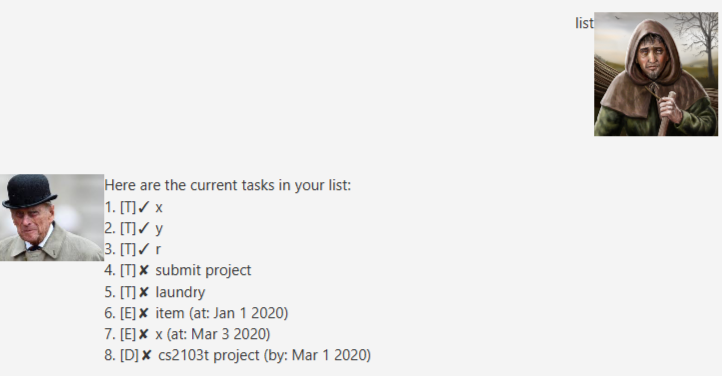 list
Here are the current tasks in your list:
1. [T]✓ x
2. [T]✓ y
3. [T]✓ r
4. [T]✘ submit project
5. [T]✘ laundry
6. [E]✘ item (at: Jan 1 2020)
7. [E]✘ x (at: Mar 3 2020)
8. [D]✘ cs2103t project (by: Mar 1 2020)